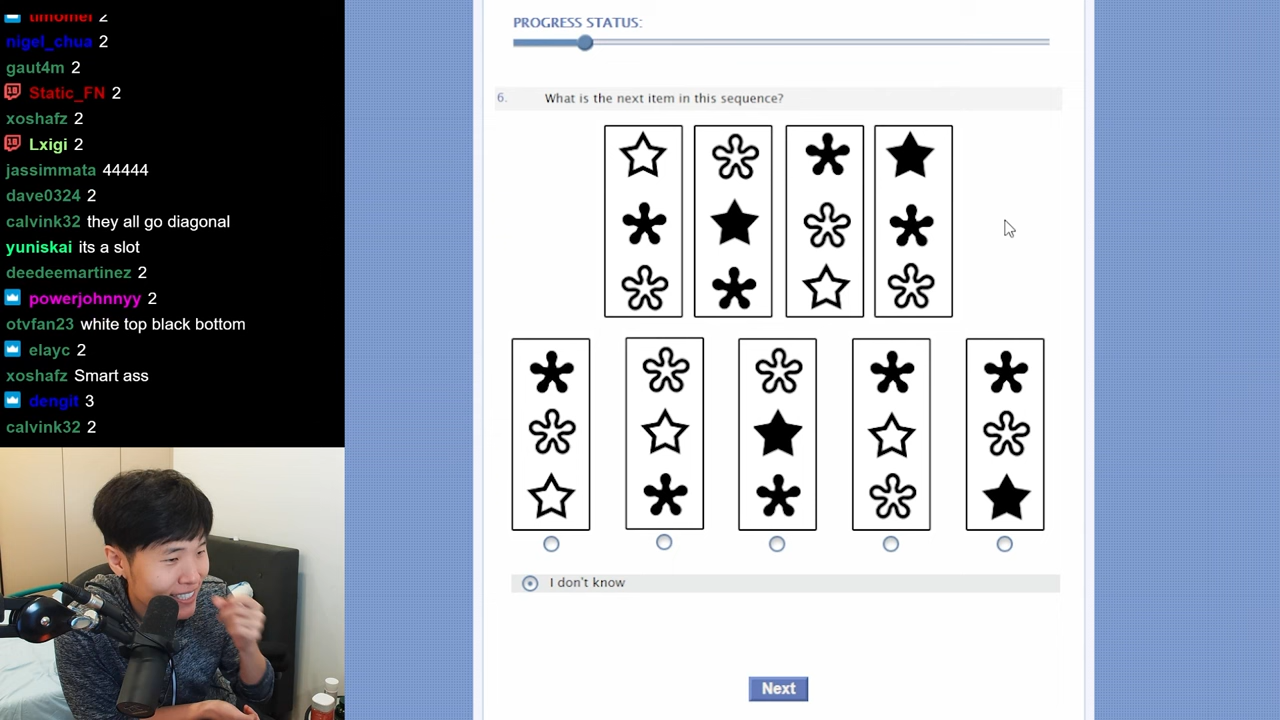 timomei 2
nigel_chua 2
gaut4m 2
Static_FN 2
xoshafz 2
Lxigi 2
jassimmata 44444
dave0324 2
calvink32 they all go diagonal
yuniskai its a slot
deedeemartinez 2
powerjohnnyy 2
otvfan23 white top black bottom
elayc 2
xoshafz Smart ass
dengit 3
calvink32 2
PROGRESS STATUS:
6. What is the next item in this sequence?
I don't know
Next